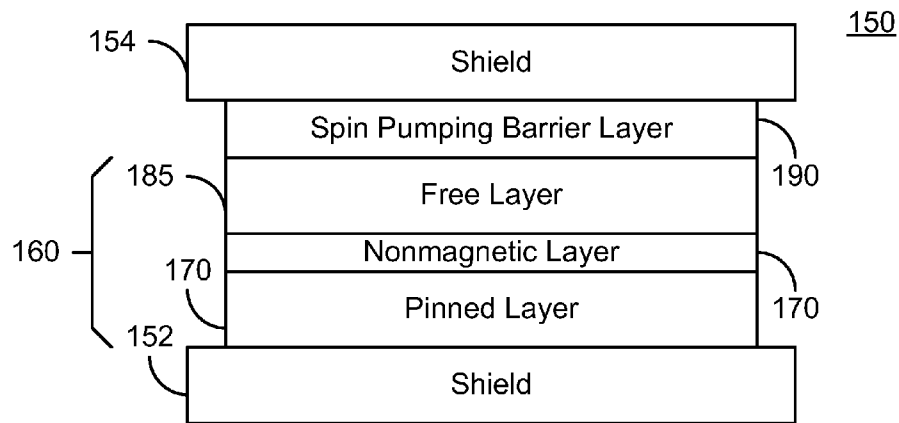 150
154
Shield
Spin Pumping Barrier Layer
190
185
Free Layer
160
Nonmagnetic Layer
170
170
Pinned Layer
152
Shield